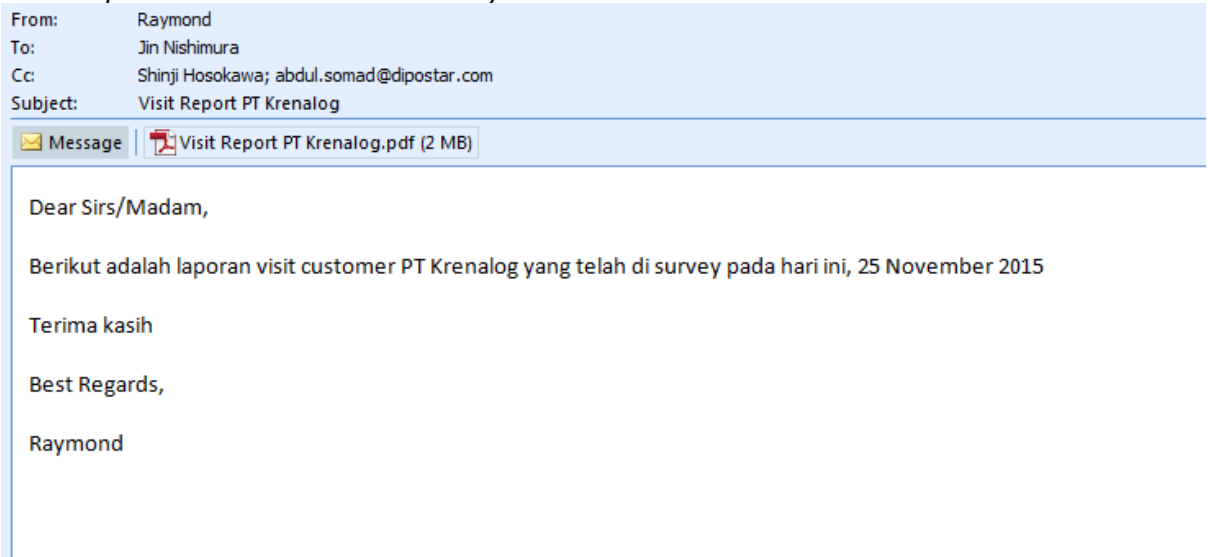 From: Raymond
To: Jin Nishimura
Cc: Shinji Hosokawa; abdul.somad@dipostar.com
Subject: Visit Report PT Krenalog
Message Visit Report PT Krenalog.pdf (2 MB)
Dear Sirs/Madam,
Berikut adalah laporan visit customer PT Krenalog yang telah di survey pada hari ini, 25 November 2015
Terima kasih
Best Regards,
Raymond